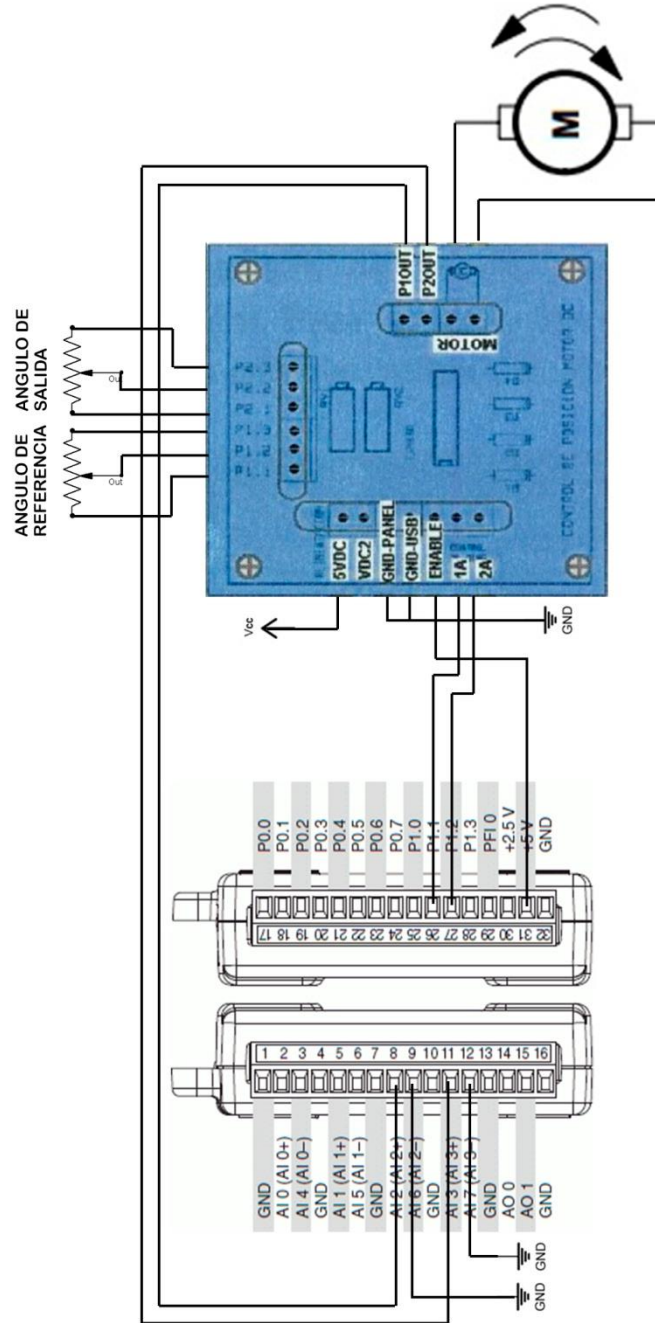 ANGULO DE
SALIDA
Out
ANGULO DE
REFERENCIA
Out
P2.3
P2.2
P2.1
P1.3
P1.2
P1.1
P1OUT
P2OUT
MOTOR
M
5VDC
VDC2
GND-PANEL
GND-USB
ENABLE
1A
2A
CONTROL DE POSICION MOTOR DC
Vcc
GND
P0.0
P0.1
P0.2
P0.3
P0.4
P0.5
P0.6
P0.7
P1.0
P1.1
P1.2
P1.3
PFI 0
+2.5 V
+5 V
GND
17
18
19
20
21
22
23
24
25
26
27
28
29
30
31
32
1
2
3
4
5
6
7
8
9
10
11
12
13
14
15
16
GND
AI 0 (AI 0+)
AI 4 (AI 0–)
GND
AI 1 (AI 1+)
AI 5 (AI 1–)
GND
AI 2 (AI 2+)
AI 6 (AI 2–)
GND
AI 3 (AI 3+)
AI 7 (AI 3–)
GND
AO 0
AO 1
GND
GND
GND